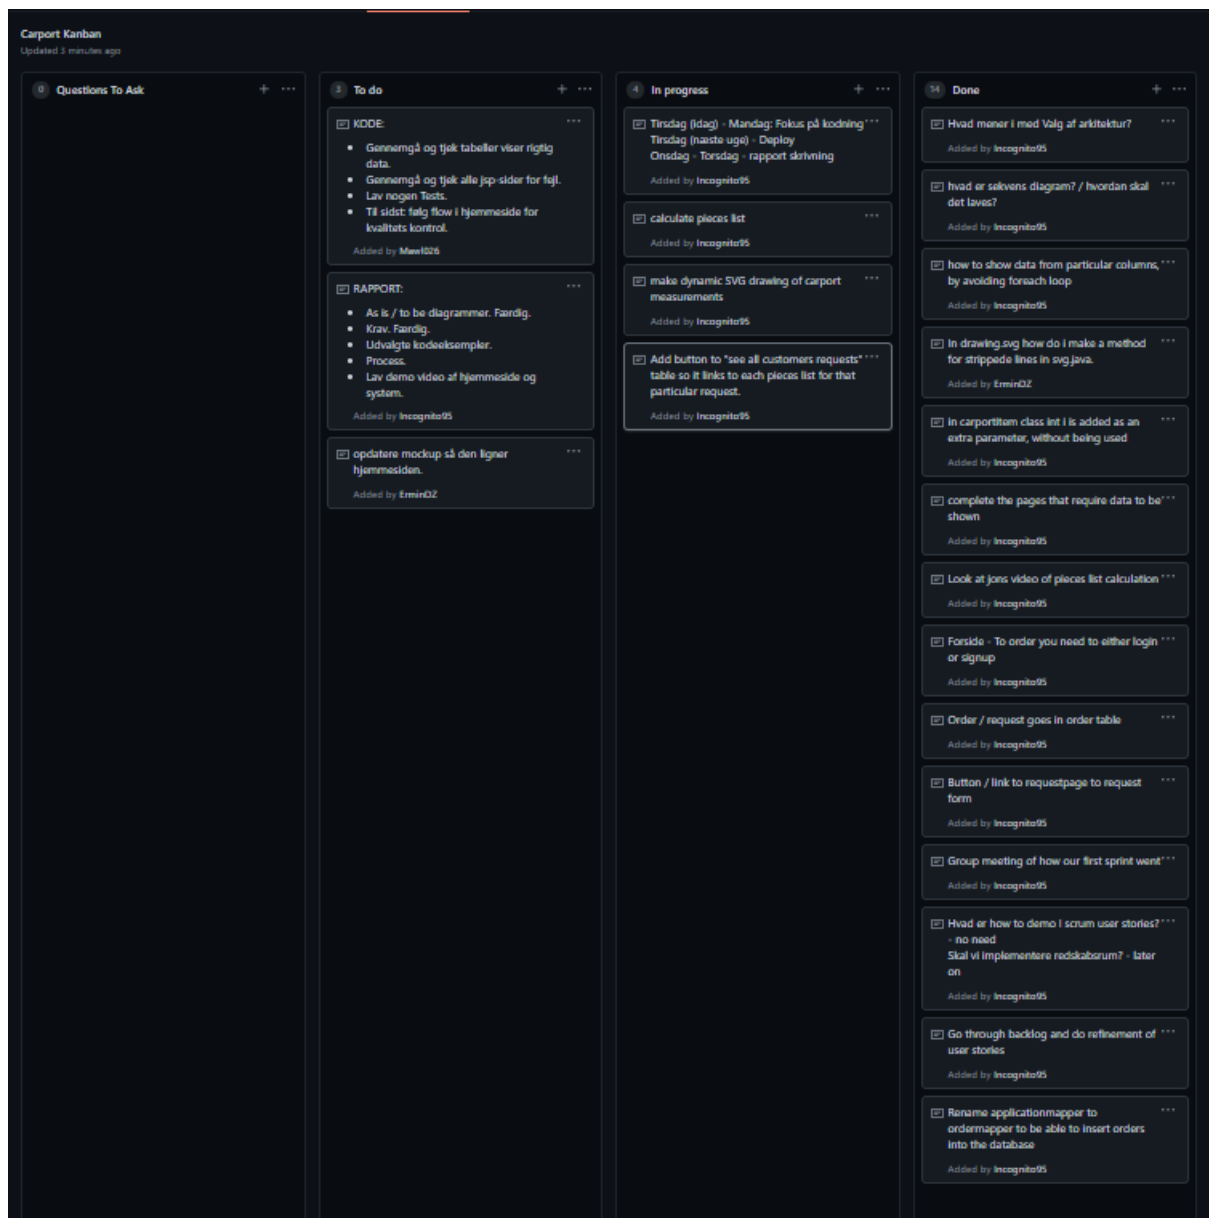 Carport Kanban
Updated 3 minutes ago
0 Questions To Ask
3 To do
KODE:
Gennemgå og tjek tabeller viser rigtig
data.
Gennemgå og tjek alle jsp-sider for fejl.
Lav nogen Tests.
Til sidst: følg flow i hjemmeside for
kvalitets kontrol.
Added by Mawl026
RAPPORT:
As is / to be diagrammer. Færdig.
Krav. Færdig.
Udvalgte kodeeksempler.
Process.
Lav demo video af hjemmeside og
system.
Added by Incognito95
opdatere mockup så den ligner
hjemmesiden.
Added by ErminDZ
4 In progress
Tirsdag (idag) - Mandag: Fokus på kodning
Tirsdag (næste uge) - Deploy
Onsdag - Torsdag - rapport skrivning
Added by Incognito95
calculate pieces list
Added by Incognito95
make dynamic SVG drawing of carport
measurements
Added by Incognito95
Add button to "see all customers requests"
table so it links to each pieces list for that
particular request.
Added by Incognito95
14 Done
Hvad mener i med Valg af arkitektur?
Added by Incognito95
hvad er sekvens diagram? / hvordan skal
det laves?
Added by Incognito95
how to show data from particular columns,
by avoiding foreach loop
Added by Incognito95
In drawing.svg how do i make a method
for strippede lines in svg.java.
Added by ErminDZ
in carportitem class int i is added as an
extra parameter, without being used
Added by Incognito95
complete the pages that require data to be
shown
Added by Incognito95
Look at jons video of pieces list calculation
Added by Incognito95
Forside - To order you need to either login
or signup
Added by Incognito95
Order / request goes in order table
Added by Incognito95
Button / link to requestpage to request
form
Added by Incognito95
Group meeting of how our first sprint went
Added by Incognito95
Hvad er how to demo i scrum user stories?
- no need
Skal vi implementere redskabsrum? - later
on
Added by Incognito95
Go through backlog and do refinement of
user stories
Added by Incognito95
Rename applicationmapper to
ordermapper to be able to insert orders
into the database
Added by Incognito95